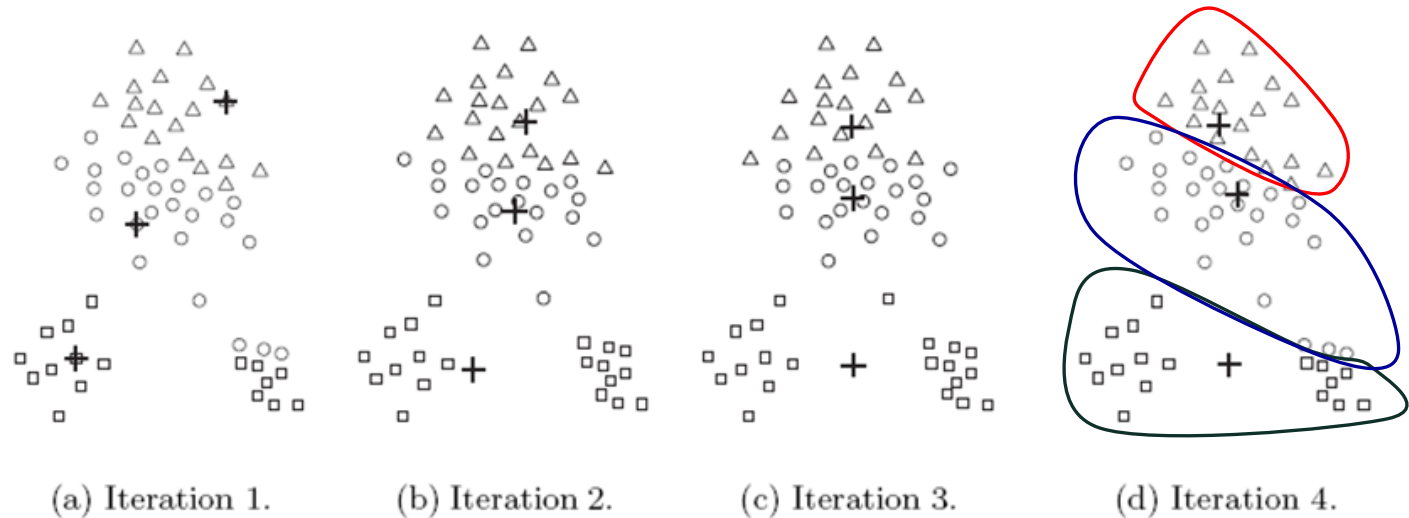 (a) Iteration 1.
(b) Iteration 2.
(c) Iteration 3.
(d) Iteration 4.